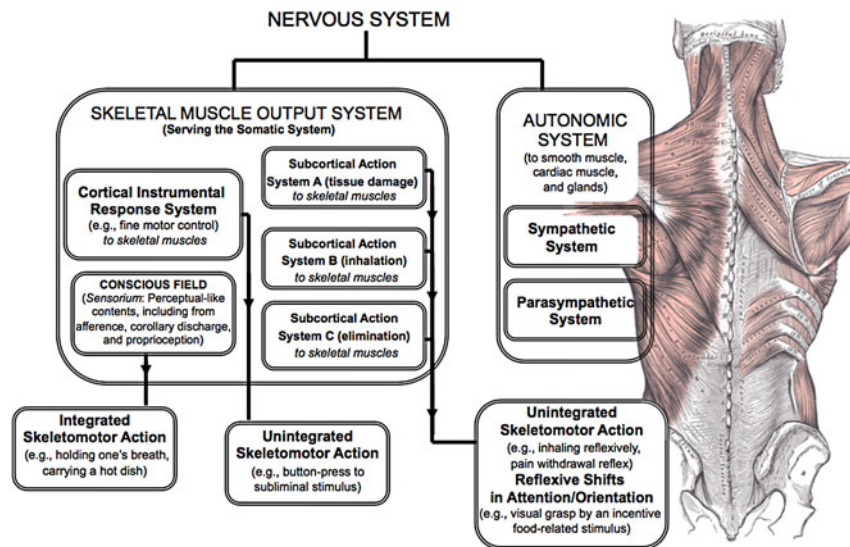 NERVOUS SYSTEM
SKELETAL MUSCLE OUTPUT SYSTEM
(Serving the Somatic System)
Cortical Instrumental
Response System
(e.g., fine motor control)
to skeletal muscles
CONSCIOUS FIELD
(Sensorium: Perceptual-like
contents, including from
afference, corollary discharge,
and proprioception)
Subcortical Action
System A (tissue damage)
to skeletal muscles
Subcortical Action
System B (inhalation)
to skeletal muscles
Subcortical Action
System C (elimination)
to skeletal muscles
AUTONOMIC
SYSTEM
(to smooth muscle,
cardiac muscle,
and glands)
Sympathetic
System
Parasympathetic
System
Integrated
Skeletomotor Action
(e.g., holding one's breath,
carrying a hot dish)
Unintegrated
Skeletomotor Action
(e.g., button-press to
subliminal stimulus)
Unintegrated
Skeletomotor Action
(e.g., inhaling reflexively,
pain withdrawal reflex)
Reflexive Shifts
in Attention/Orientation
(e.g., visual grasp by an incentive
food-related stimulus)